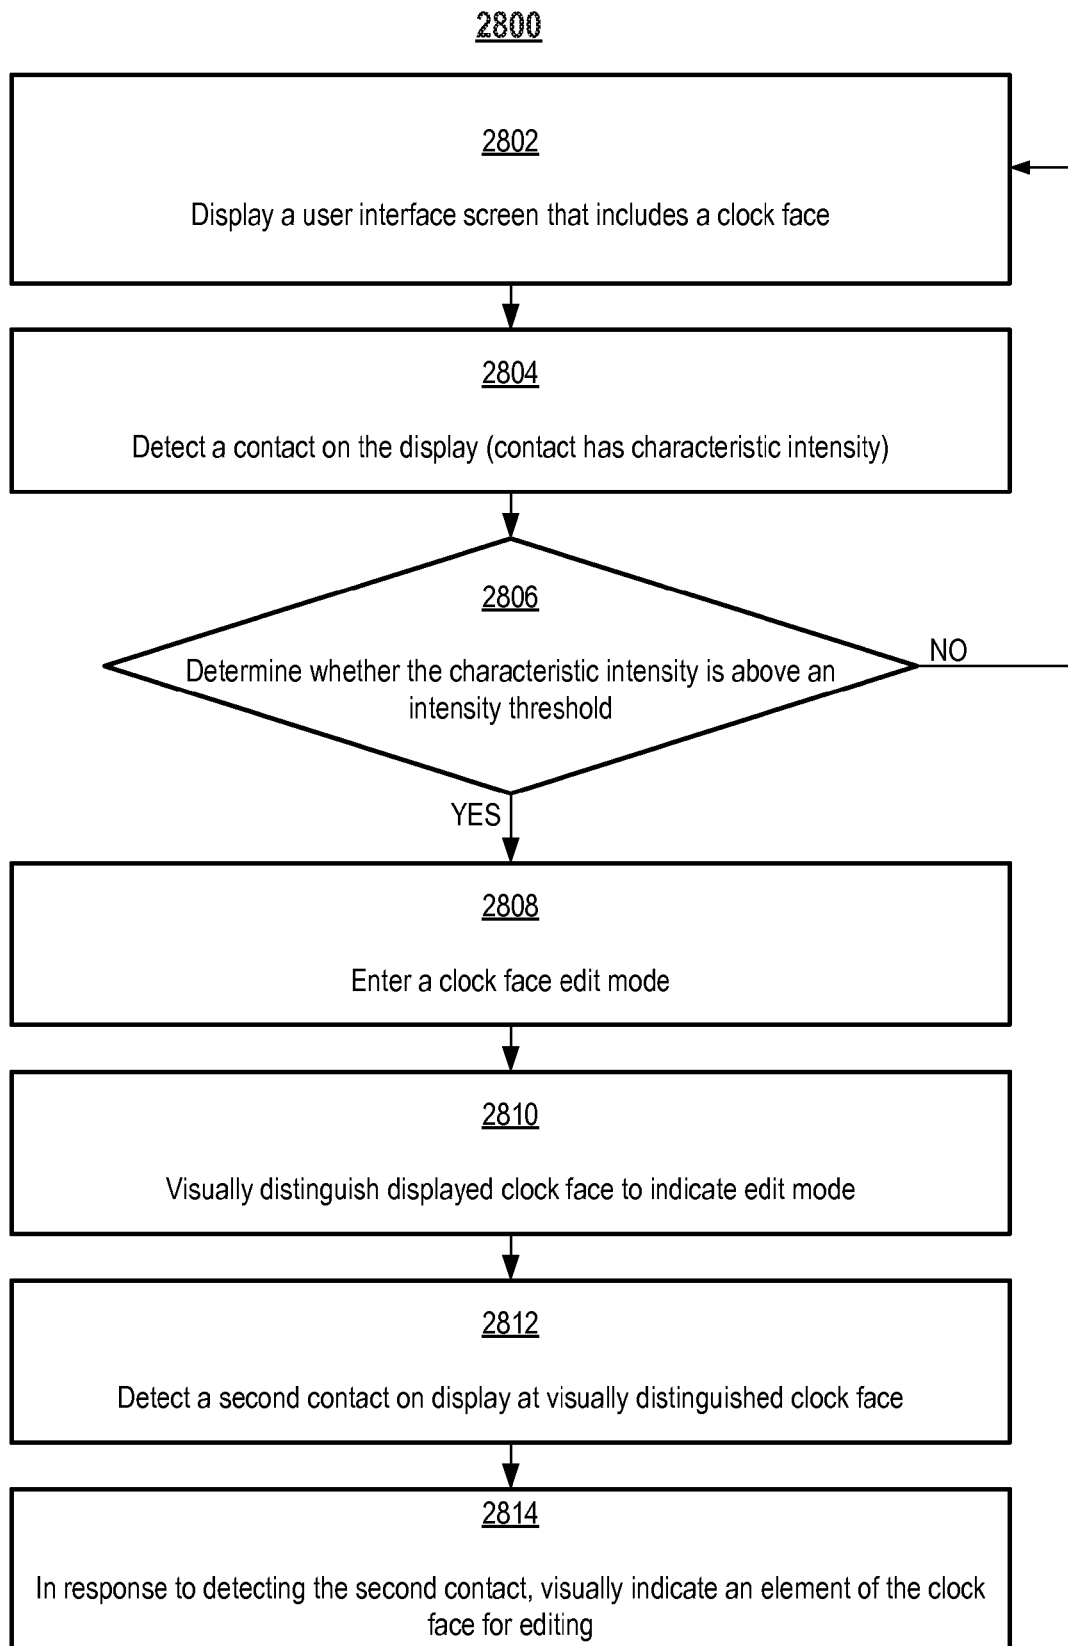 2800
2802
Display a user interface screen that includes a clock face
2804
Detect a contact on the display (contact has characteristic intensity)
2806
Determine whether the characteristic intensity is above an
intensity threshold
NO
YES
2808
Enter a clock face edit mode
2810
Visually distinguish displayed clock face to indicate edit mode
2812
Detect a second contact on display at visually distinguished clock face
2814
In response to detecting the second contact, visually indicate an element of the clock
face for editing